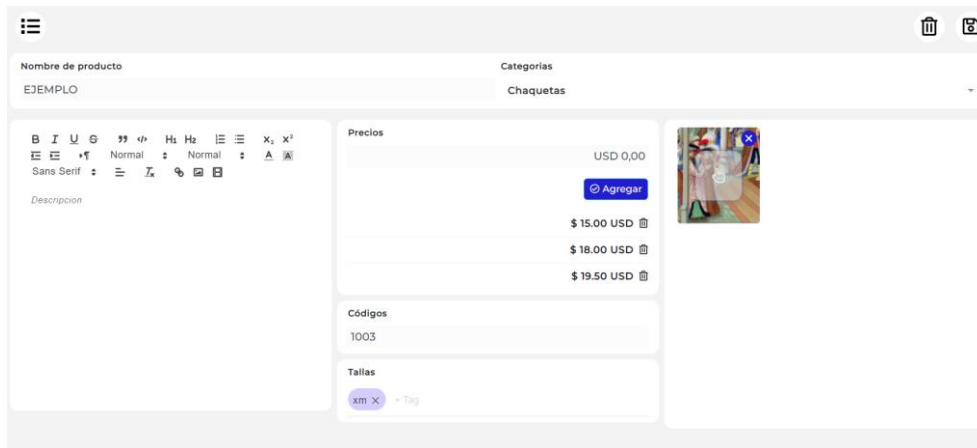 Nombre de producto
EJEMPLO
Categorias
Chaquetas
B I U S ” </> H1 H2 X₂ X²
Normal Normal A A
Sans Serif Tx
Descripcion
Precios
USD 0,00
Agregar
$ 15.00 USD
$ 18.00 USD
$ 19.50 USD
Códigos
1003
Tallas
xm × + Tag